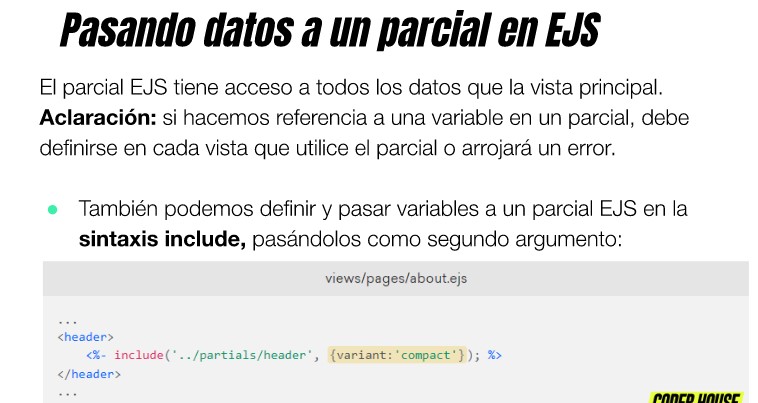 Pasando datos a un parcial en EJS
El parcial EJS tiene acceso a todos los datos que la vista principal.
Aclaración: si hacemos referencia a una variable en un parcial, debe
definirse en cada vista que utilice el parcial o arrojará un error.
● También podemos definir y pasar variables a un parcial EJS en la
sintaxis include, pasándolos como segundo argumento:
views/pages/about.ejs
...
<header>
    <%- include('../partials/header', {variant:'compact'}); %>
</header>
...
CODER HOUSE